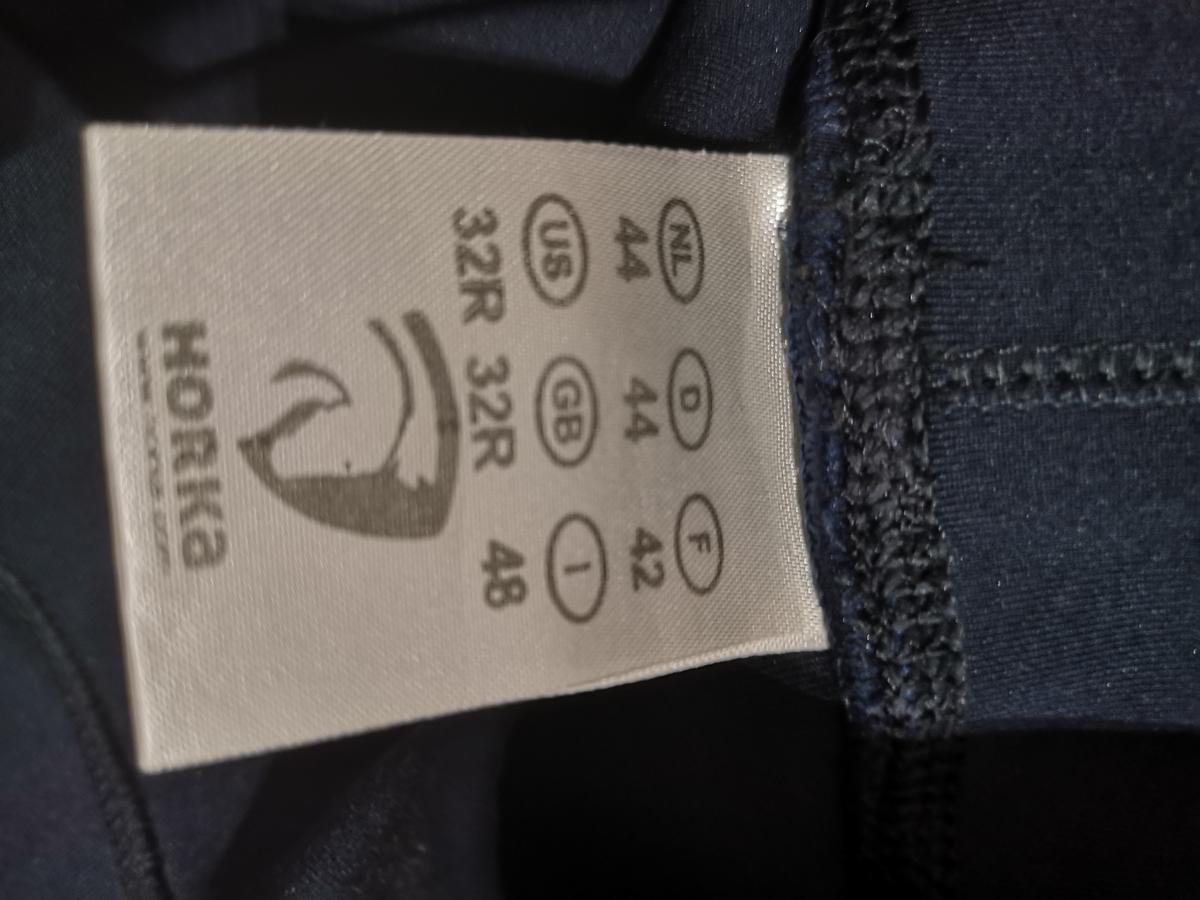 NL D F
44 44 42
US GB I
32R 32R 48
HORKa